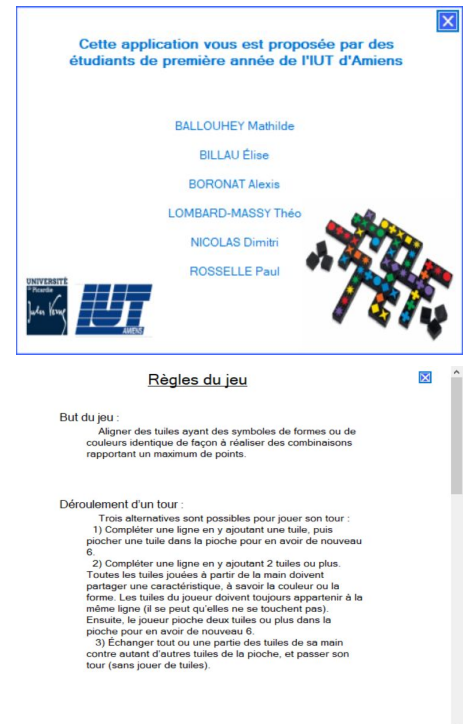 Cette application vous est proposée par des
étudiants de première année de l'IUT d'Amiens
BALLOUHEY Mathilde
BILLAU Élise
BORONAT Alexis
LOMBARD-MASSY Théo
NICOLAS Dimitri
ROSSELLE Paul
UNIVERSITÉ
de Picardie
Jules Verne
IUT
AMIENS
Règles du jeu
But du jeu :
Aligner des tuiles ayant des symboles de formes ou de
couleurs identique de façon à réaliser des combinaisons
rapportant un maximum de points.
Déroulement d'un tour :
Trois alternatives sont possibles pour jouer son tour :
1) Compléter une ligne en y ajoutant une tuile, puis
piocher une tuile dans la pioche pour en avoir de nouveau
6.
2) Compléter une ligne en y ajoutant 2 tuiles ou plus.
Toutes les tuiles jouées à partir de la main doivent
partager une caractéristique, à savoir la couleur ou la
forme. Les tuiles du joueur doivent toujours appartenir à la
même ligne (il se peut qu'elles ne se touchent pas).
Ensuite, le joueur pioche deux tuiles ou plus dans la
pioche pour en avoir de nouveau 6.
3) Échanger tout ou une partie des tuiles de sa main
contre autant d'autres tuiles de la pioche, et passer son
tour (sans jouer de tuiles).